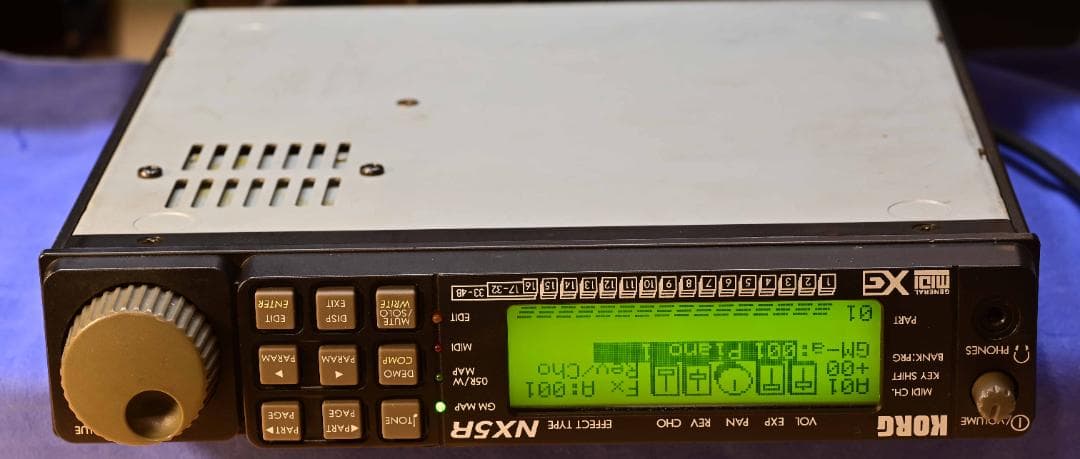 VOLUME
PHONES
KORG
VOL EXP PAN REV CHO EFFECT TYPE
NX5R
MIDI CH.
KEY SHIFT
BANK:PRG
PART
A01 Fx A:001
+00 Rev/Cho
GM-a:001 Piano 1
01
GENERAL MIDI
XG
1 2 3 4 5 6 7 8 9 10 11 12 13 14 15 16 17-32 33-48
GM MAP
05R/W MAP
MIDI
EDIT
TONE
PART PAGE
PART PAGE
DEMO
COMP
PARAM
PARAM
MUTE
/SOLO
WRITE
EXIT
DISP
EDIT
ENTER